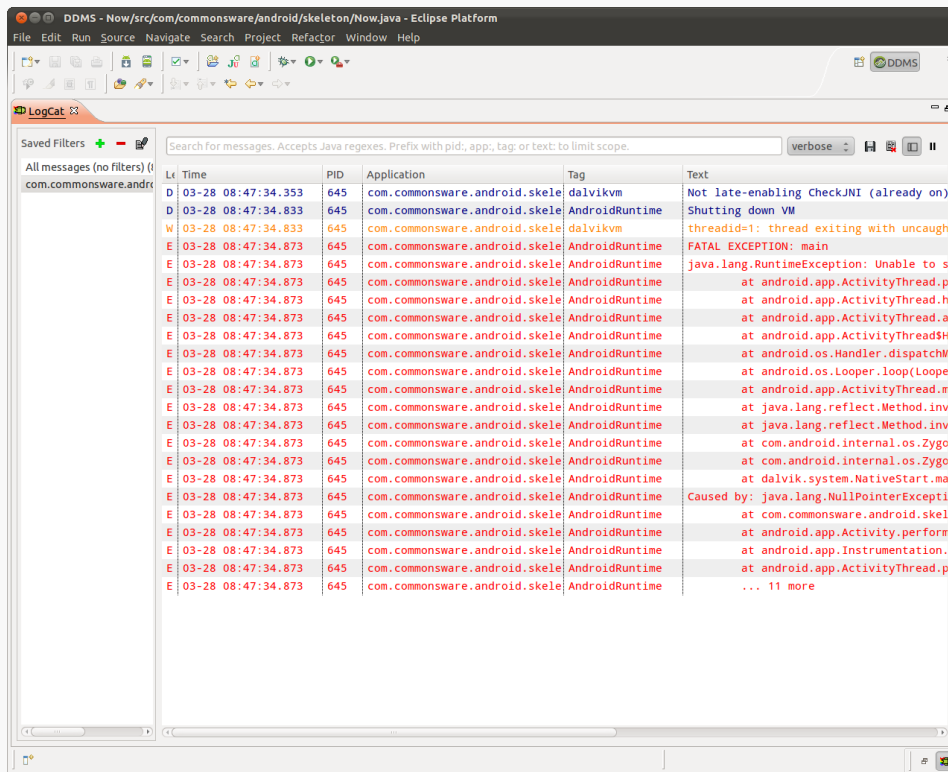 DDMS - Now/src/com/commonsware/android/skeleton/Now.java - Eclipse Platform
File Edit Run Source Navigate Search Project Refactor Window Help
DDMS
LogCat
Saved Filters
Search for messages. Accepts Java regexes. Prefix with pid:, app:, tag: or text: to limit scope.
verbose
All messages (no filters) (
com.commonsware.andro
Le Time PID Application Tag Text
D 03-28 08:47:34.353 645 com.commonsware.android.skele dalvikvm Not late-enabling CheckJNI (already on)
D 03-28 08:47:34.833 645 com.commonsware.android.skele AndroidRuntime Shutting down VM
W 03-28 08:47:34.833 645 com.commonsware.android.skele dalvikvm threadid=1: thread exiting with uncaugh
E 03-28 08:47:34.873 645 com.commonsware.android.skele AndroidRuntime FATAL EXCEPTION: main
E 03-28 08:47:34.873 645 com.commonsware.android.skele AndroidRuntime java.lang.RuntimeException: Unable to s
E 03-28 08:47:34.873 645 com.commonsware.android.skele AndroidRuntime at android.app.ActivityThread.p
E 03-28 08:47:34.873 645 com.commonsware.android.skele AndroidRuntime at android.app.ActivityThread.h
E 03-28 08:47:34.873 645 com.commonsware.android.skele AndroidRuntime at android.app.ActivityThread.a
E 03-28 08:47:34.873 645 com.commonsware.android.skele AndroidRuntime at android.app.ActivityThread$H
E 03-28 08:47:34.873 645 com.commonsware.android.skele AndroidRuntime at android.os.Handler.dispatchM
E 03-28 08:47:34.873 645 com.commonsware.android.skele AndroidRuntime at android.os.Looper.loop(Loope
E 03-28 08:47:34.873 645 com.commonsware.android.skele AndroidRuntime at android.app.ActivityThread.m
E 03-28 08:47:34.873 645 com.commonsware.android.skele AndroidRuntime at java.lang.reflect.Method.inv
E 03-28 08:47:34.873 645 com.commonsware.android.skele AndroidRuntime at java.lang.reflect.Method.inv
E 03-28 08:47:34.873 645 com.commonsware.android.skele AndroidRuntime at com.android.internal.os.Zygo
E 03-28 08:47:34.873 645 com.commonsware.android.skele AndroidRuntime at com.android.internal.os.Zygo
E 03-28 08:47:34.873 645 com.commonsware.android.skele AndroidRuntime at dalvik.system.NativeStart.ma
E 03-28 08:47:34.873 645 com.commonsware.android.skele AndroidRuntime Caused by: java.lang.NullPointerExcepti
E 03-28 08:47:34.873 645 com.commonsware.android.skele AndroidRuntime at com.commonsware.android.skel
E 03-28 08:47:34.873 645 com.commonsware.android.skele AndroidRuntime at android.app.Activity.perform
E 03-28 08:47:34.873 645 com.commonsware.android.skele AndroidRuntime at android.app.Instrumentation.
E 03-28 08:47:34.873 645 com.commonsware.android.skele AndroidRuntime at android.app.ActivityThread.p
E 03-28 08:47:34.873 645 com.commonsware.android.skele AndroidRuntime ... 11 more